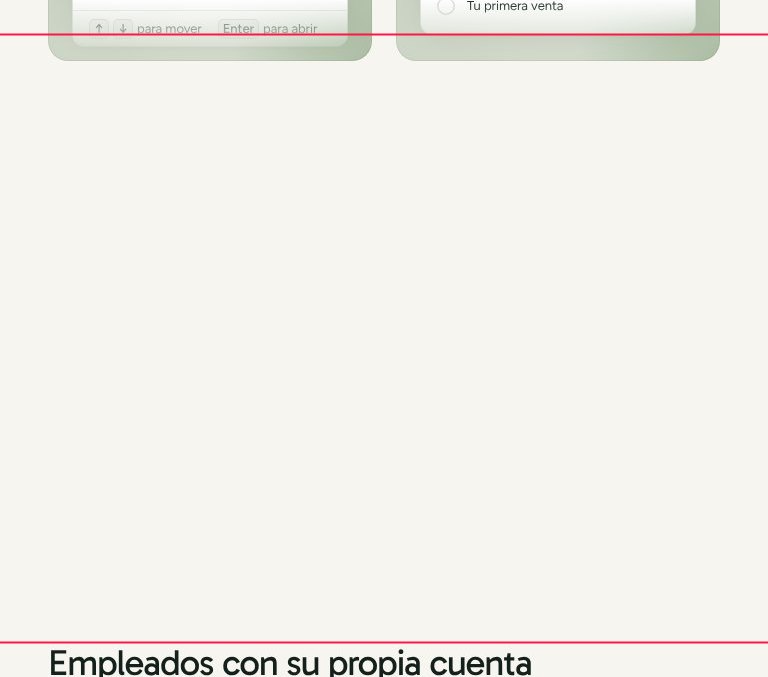 ↑ ↓ para mover Enter para abrir
Tu primera venta
Empleados con su propia cuenta